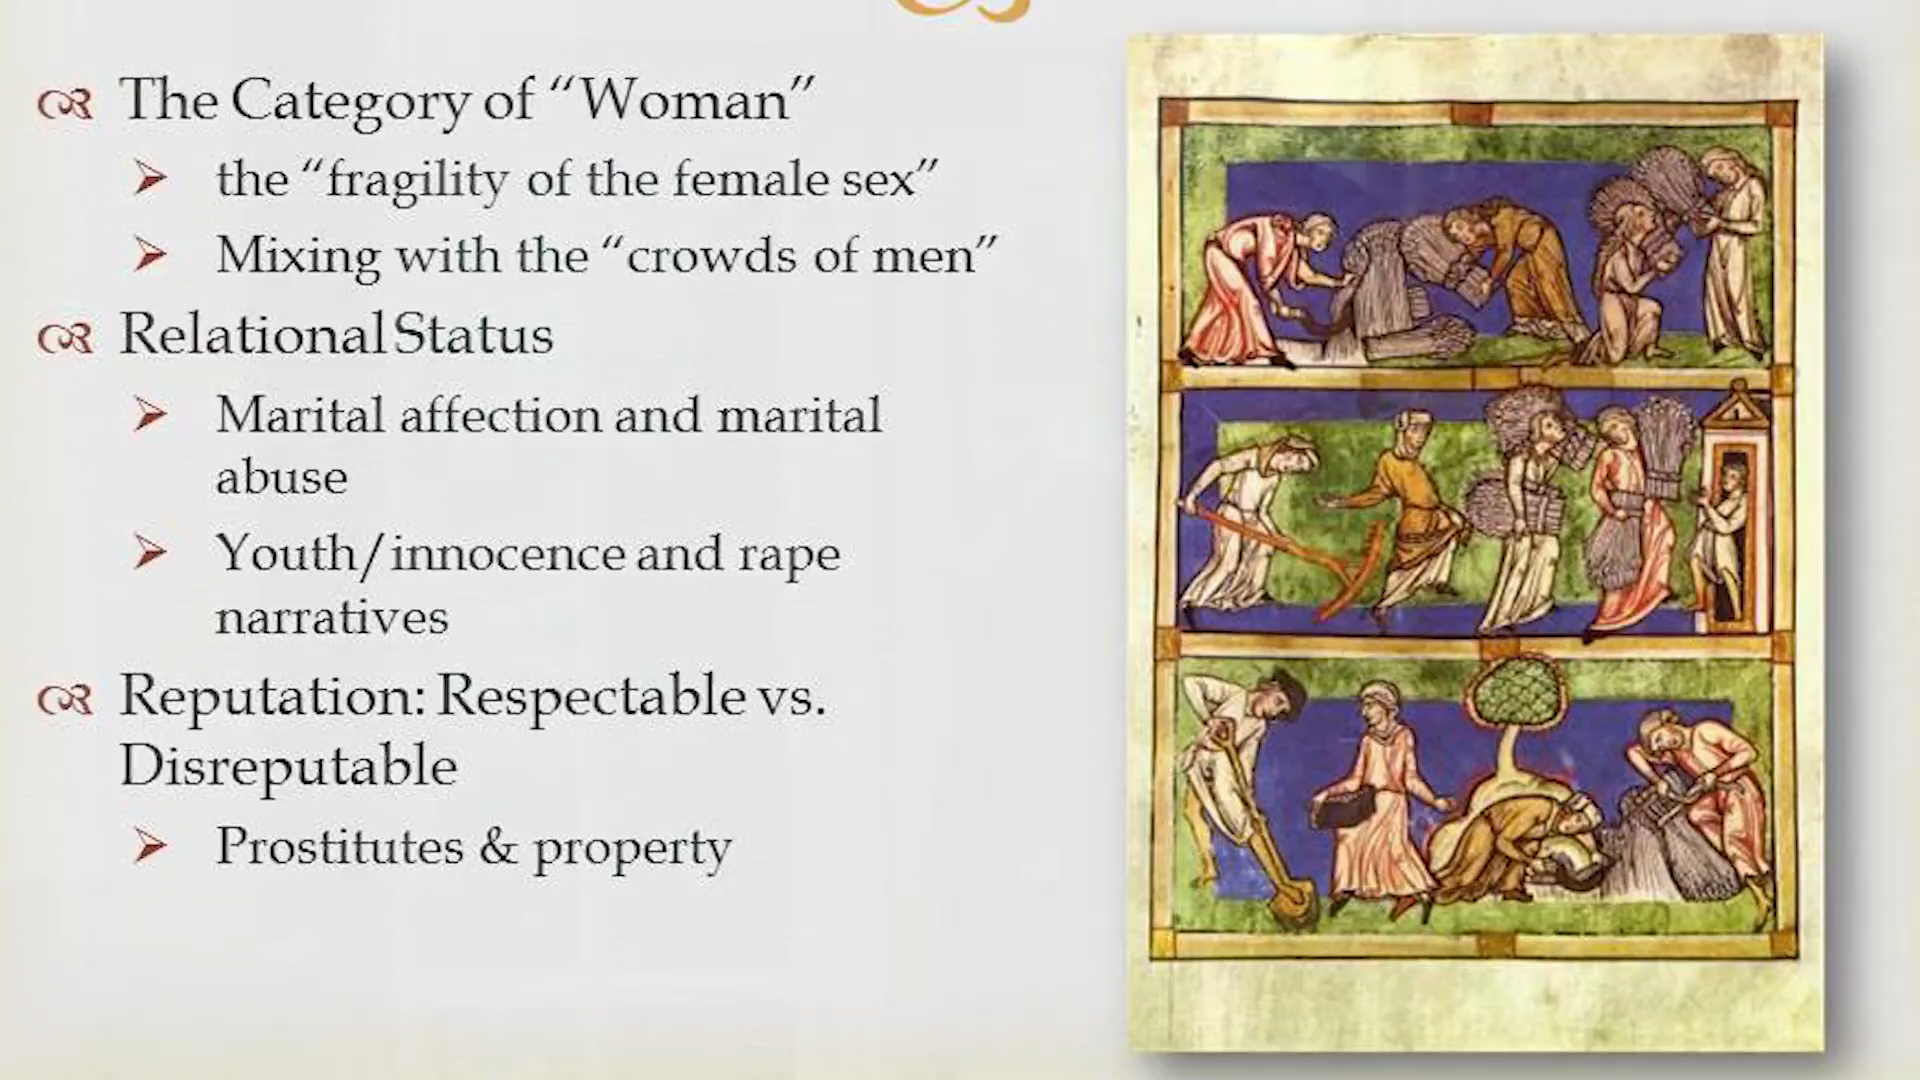 The Category of “Woman”
the “fragility of the female sex”
Mixing with the “crowds of men”
Relational Status
Marital affection and marital
abuse
Youth/innocence and rape
narratives
Reputation: Respectable vs.
Disreputable
Prostitutes & property